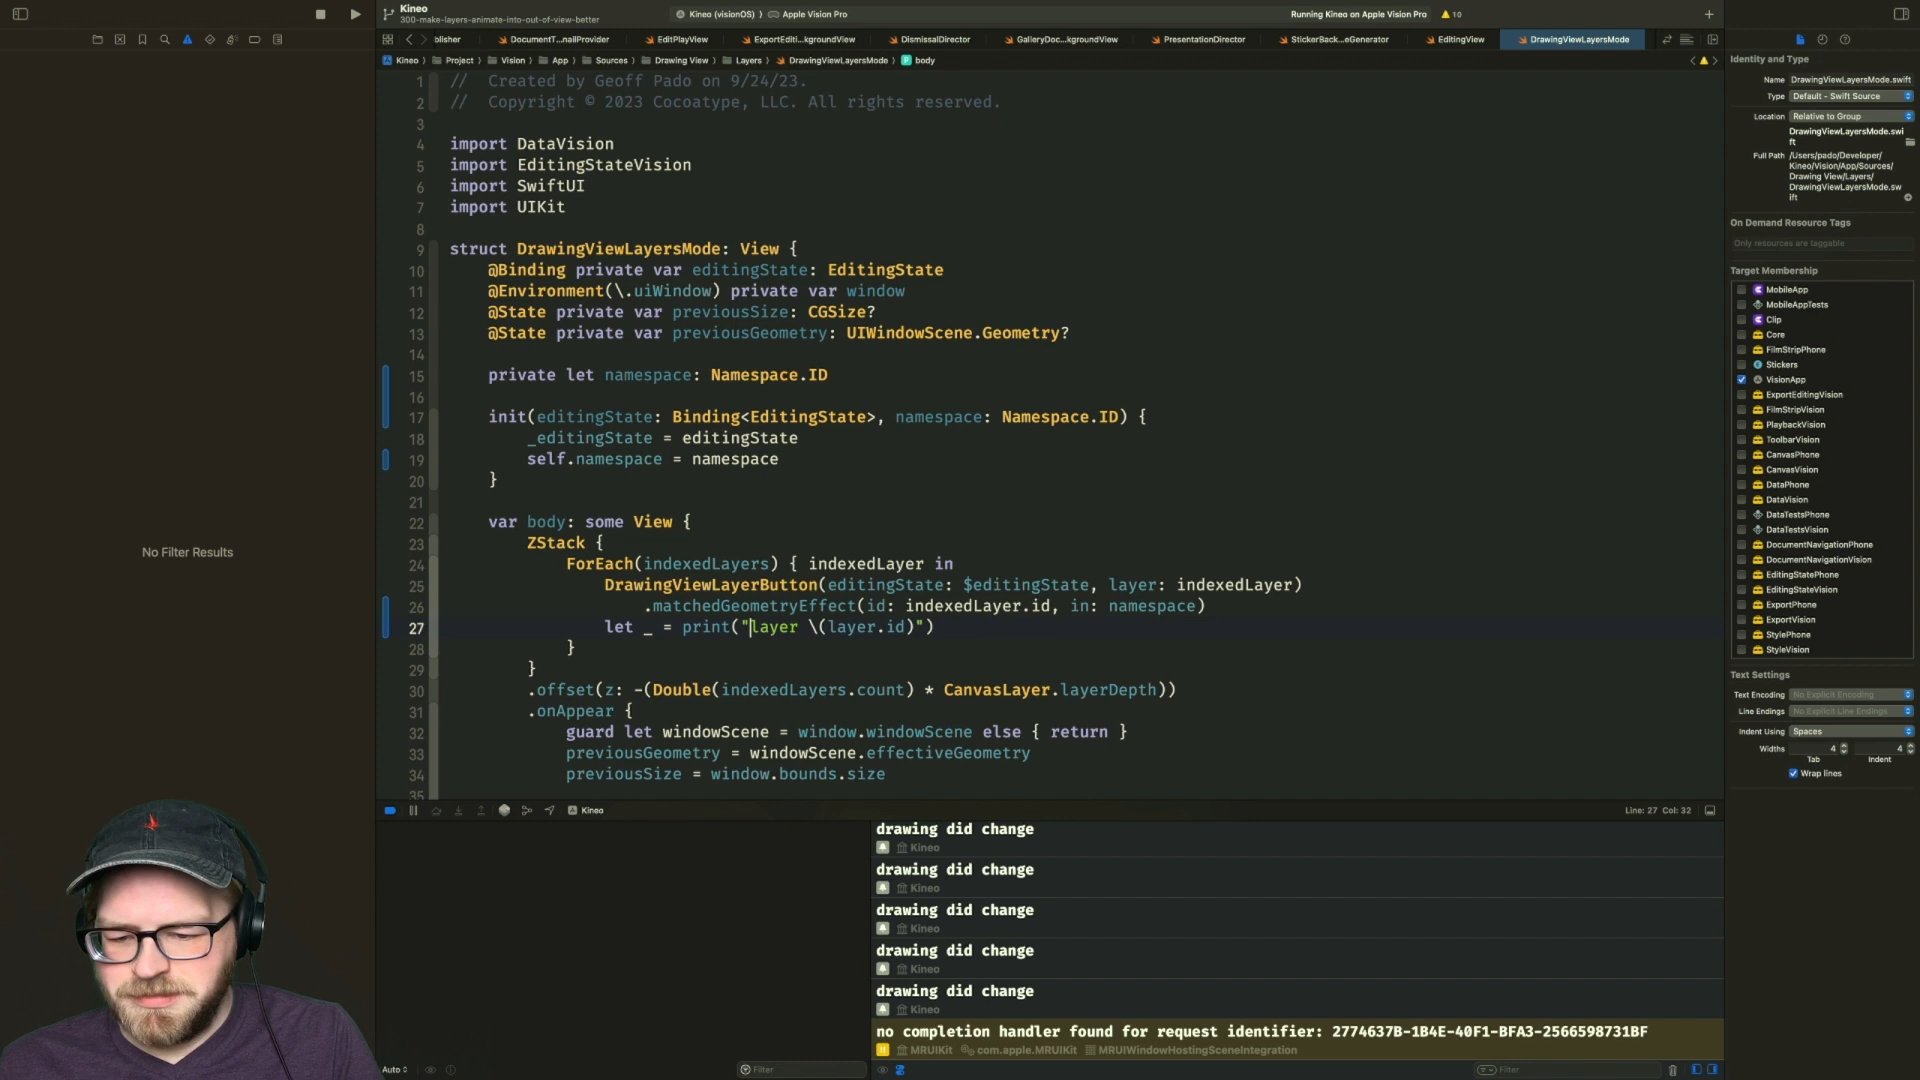 Kineo
300-make-layers-animate-into-out-of-view-better
Kineo (visionOS) 〉 Apple Vision Pro
Running Kineo on Apple Vision Pro
10
blisher
DocumentT...nailProvider
EditPlayView
ExportEditi...kgroundView
DismissalDirector
GalleryDoc...kgroundView
PresentationDirector
StickerBack...eGenerator
EditingView
DrawingViewLayersMode
Kineo 〉 Project 〉 Vision 〉 App 〉 Sources 〉 Drawing View 〉 Layers 〉 DrawingViewLayersMode 〉 body
1 //  Created by Geoff Pado on 9/24/23.
2 //  Copyright © 2023 Cocoatype, LLC. All rights reserved.
3
4 import DataVision
5 import EditingStateVision
6 import SwiftUI
7 import UIKit
8
9 struct DrawingViewLayersMode: View {
10     @Binding private var editingState: EditingState
11     @Environment(\.uiWindow) private var window
12     @State private var previousSize: CGSize?
13     @State private var previousGeometry: UIWindowScene.Geometry?
14
15     private let namespace: Namespace.ID
16
17     init(editingState: Binding<EditingState>, namespace: Namespace.ID) {
18         _editingState = editingState
19         self.namespace = namespace
20     }
21
22     var body: some View {
23         ZStack {
24             ForEach(indexedLayers) { indexedLayer in
25                 DrawingViewLayerButton(editingState: $editingState, layer: indexedLayer)
26                     .matchedGeometryEffect(id: indexedLayer.id, in: namespace)
27                 let _ = print("layer \(layer.id)")
28             }
29         }
30         .offset(z: -(Double(indexedLayers.count) * CanvasLayer.layerDepth))
31         .onAppear {
32             guard let windowScene = window.windowScene else { return }
33             previousGeometry = windowScene.effectiveGeometry
34             previousSize = window.bounds.size
35
No Filter Results
Kineo
Line: 27 Col: 32
drawing did change
Kineo
drawing did change
Kineo
drawing did change
Kineo
drawing did change
Kineo
drawing did change
Kineo
no completion handler found for request identifier: 2774637B-1B4E-40F1-BFA3-2566598731BF
MRUIKit com.apple.MRUIKit MRUIWindowHostingSceneIntegration
Auto
Filter
Filter
Identity and Type
Name DrawingViewLayersMode.swift
Type Default - Swift Source
Location Relative to Group
DrawingViewLayersMode.swi
ft
Full Path /Users/pado/Developer/
Kineo/Vision/App/Sources/
Drawing View/Layers/
DrawingViewLayersMode.sw
ift
On Demand Resource Tags
Only resources are taggable
Target Membership
MobileApp
MobileAppTests
Clip
Core
FilmStripPhone
Stickers
VisionApp
ExportEditingVision
FilmStripVision
PlaybackVision
ToolbarVision
CanvasPhone
CanvasVision
DataPhone
DataVision
DataTestsPhone
DataTestsVision
DocumentNavigationPhone
DocumentNavigationVision
EditingStatePhone
EditingStateVision
ExportPhone
ExportVision
StylePhone
StyleVision
Text Settings
Text Encoding No Explicit Encoding
Line Endings No Explicit Line Endings
Indent Using Spaces
Widths 4 4
Tab Indent
Wrap lines